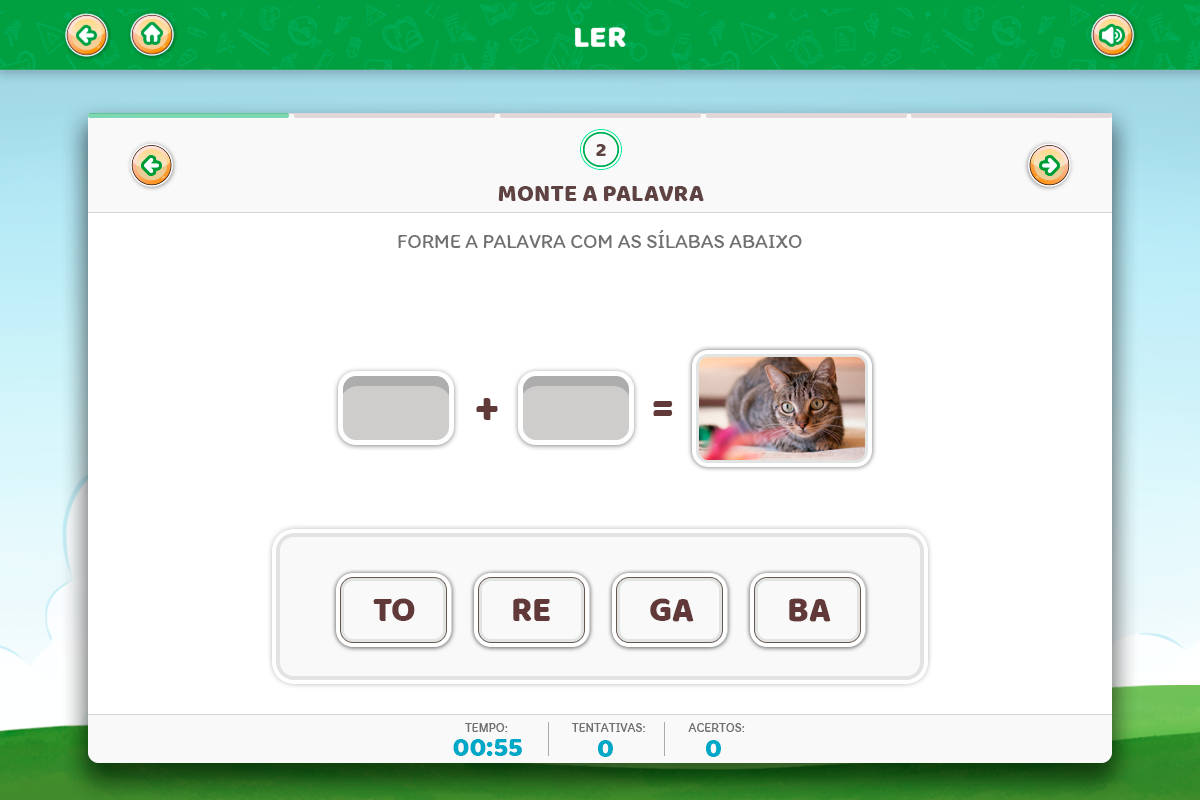 LER
2
MONTE A PALAVRA
FORME A PALAVRA COM AS SÍLABAS ABAIXO
+ =
TO RE GA BA
TEMPO: TENTATIVAS: ACERTOS:
00:55 0 0